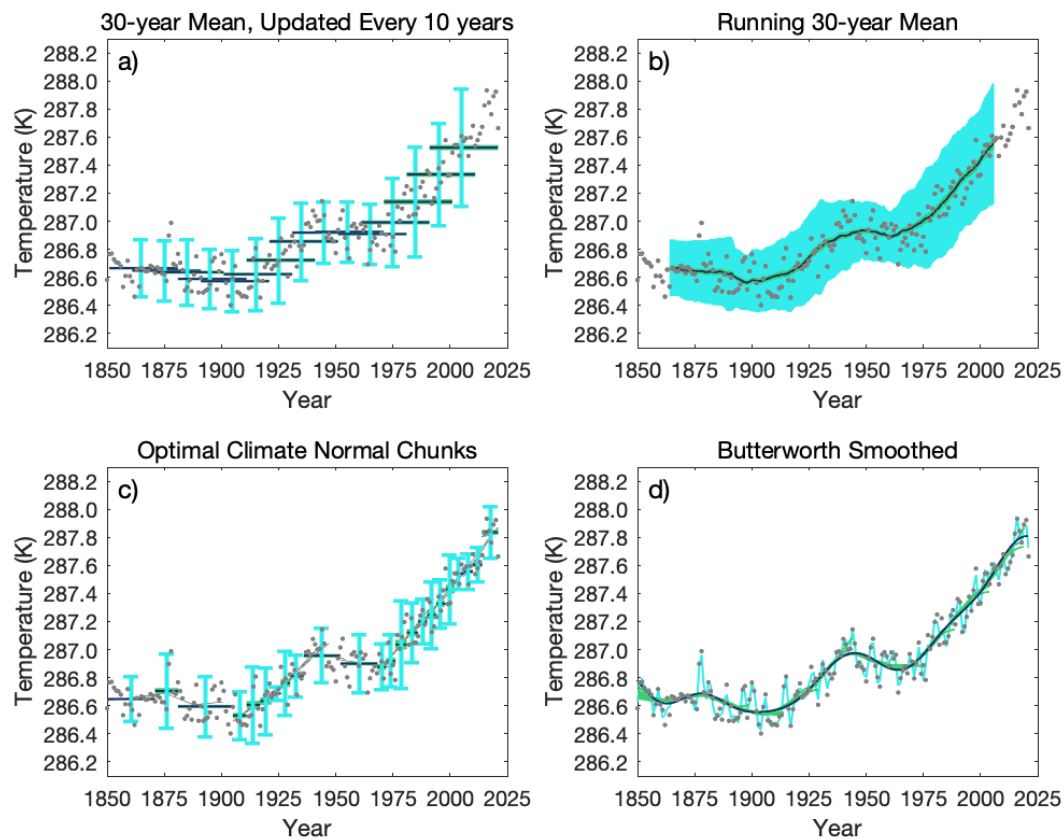 30-year Mean, Updated Every 10 years
a)
288.2
288.0
287.8
287.6
287.4
287.2
287.0
286.8
286.6
286.4
286.2
Temperature (K)
1850 1875 1900 1925 1950 1975 2000 2025
Year
Running 30-year Mean
b)
288.2
288.0
287.8
287.6
287.4
287.2
287.0
286.8
286.6
286.4
286.2
Temperature (K)
1850 1875 1900 1925 1950 1975 2000 2025
Year
Optimal Climate Normal Chunks
c)
288.2
288.0
287.8
287.6
287.4
287.2
287.0
286.8
286.6
286.4
286.2
Temperature (K)
1850 1875 1900 1925 1950 1975 2000 2025
Year
Butterworth Smoothed
d)
288.2
288.0
287.8
287.6
287.4
287.2
287.0
286.8
286.6
286.4
286.2
Temperature (K)
1850 1875 1900 1925 1950 1975 2000 2025
Year